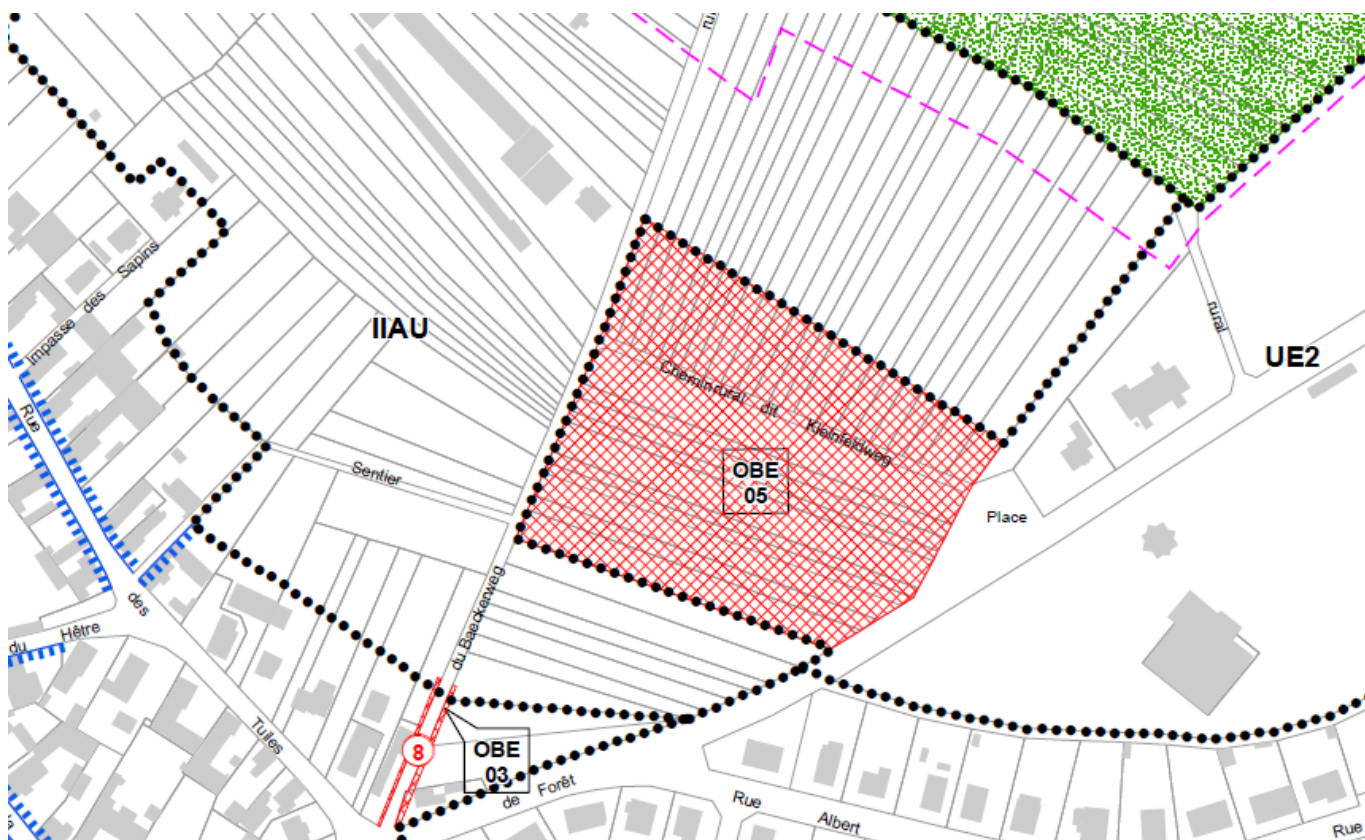 rural
Impasse des Sapins
IIAU
rural
UE2
Chemin rural dit Kleinfeldweg
Rue
Sentier
OBE
05
Place
des
du Hêtre
du Baeckerweg
Tuiles
8
OBE
03
de Forêt
Rue Albert
Rue